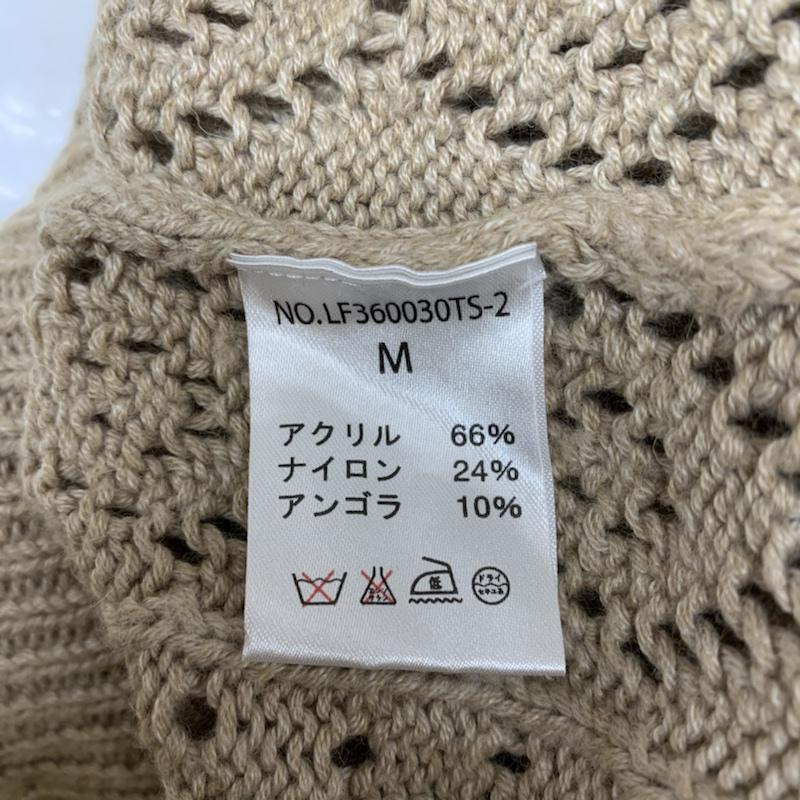 NO.LF360030TS-2
M
アクリル 66%
ナイロン 24%
アンゴラ 10%
低
ドライ
セキユ系